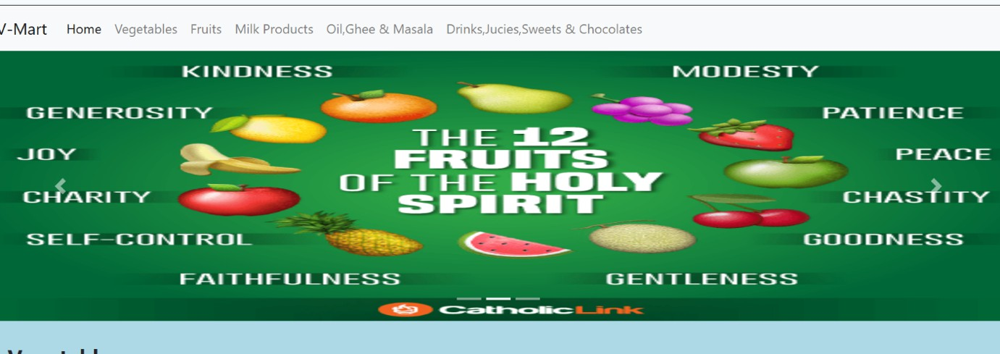 V-Mart Home Vegetables Fruits Milk Products Oil,Ghee & Masala Drinks,Jucies,Sweets & Chocolates
KINDNESS MODESTY
GENEROSITY PATIENCE
THE 12
JOY PEACE
FRUITS
OF THE HOLY
CHARITY CHASTITY
SPIRIT
SELF-CONTROL GOODNESS
FAITHFULNESS GENTLENESS
CatholicLink